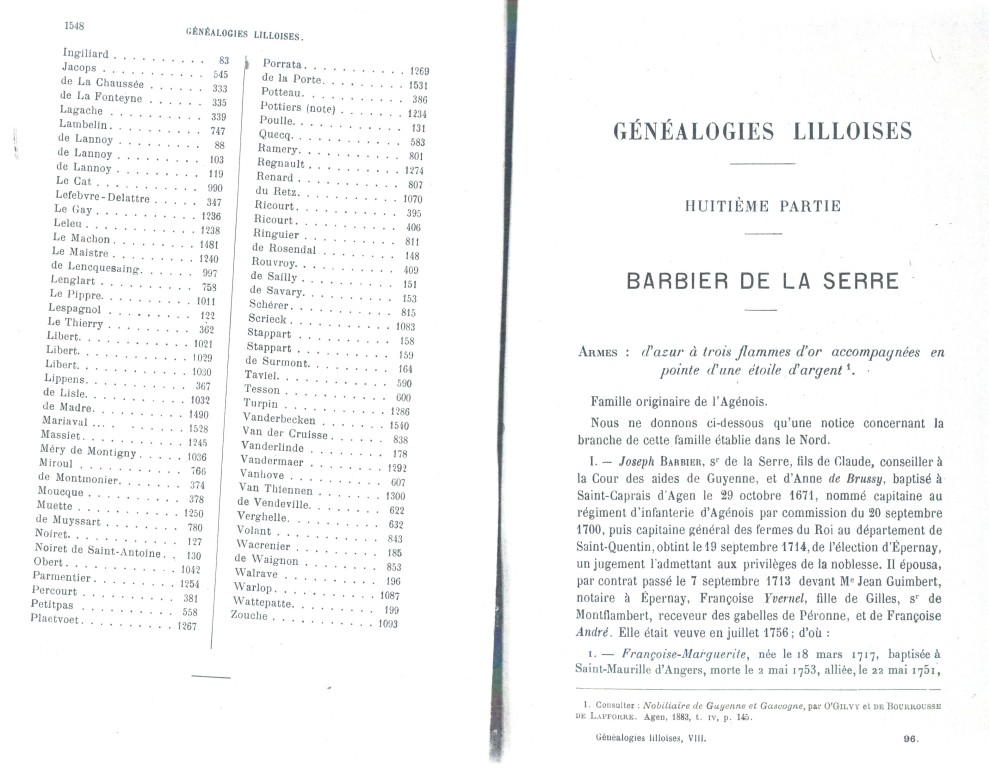 1548
GÉNÉALOGIES LILLOISES.
Ingiliard . . . . . . . . . . 83
Jacops . . . . . . . . . . . 545
de La Chaussée . . . . . . 333
de La Fonteyne . . . . . . 335
Lagache . . . . . . . . . . 339
Lambelin. . . . . . . . . . 747
de Lannoy . . . . . . . . . 88
de Lannoy . . . . . . . . . 103
de Lannoy . . . . . . . . . 119
Le Cat . . . . . . . . . . . 990
Lefebvre-Delattre . . . . . 347
Le Gay . . . . . . . . . . . 1236
Leleu . . . . . . . . . . . . 1238
Le Machon . . . . . . . . . 1481
Le Maistre . . . . . . . . . 1240
de Lencquesaing. . . . . . 997
Lenglart . . . . . . . . . . 758
Le Pippre. . . . . . . . . . 1011
Lespagnol . . . . . . . . . 122
Le Thierry . . . . . . . . . 362
Libert. . . . . . . . . . . . 1021
Libert. . . . . . . . . . . . 1029
Libert. . . . . . . . . . . . 1030
Lippens. . . . . . . . . . . 367
de Lisle. . . . . . . . . . . 1032
de Madre. . . . . . . . . . 1490
Mariaval ... . . . . . . . . 1528
Massiet. . . . . . . . . . . 1245
Méry de Montigny. . . . . 1036
Miroul . . . . . . . . . . . 766
de Montmonier. . . . . . . 374
Moucque . . . . . . . . . . 378
Muette . . . . . . . . . . . 1250
de Muyssart . . . . . . . . 780
Noiret. . . . . . . . . . . . 127
Noiret de Saint-Antoine. . 130
Obert. . . . . . . . . . . . 1042
Parmentier. . . . . . . . . 1254
Percourt . . . . . . . . . . 381
Petitpas . . . . . . . . . . 558
Plaetvoet. . . . . . . . . . 1267
Porrata. . . . . . . . . . . 1269
de la Porte. . . . . . . . . 1531
Potteau. . . . . . . . . . . 386
Pottiers (note) . . . . . . . 1234
Poulle. . . . . . . . . . . . 131
Quecq. . . . . . . . . . . . 583
Ramery. . . . . . . . . . . 801
Regnault . . . . . . . . . . 1274
Renard . . . . . . . . . . . 807
du Retz. . . . . . . . . . . 1070
Ricourt. . . . . . . . . . . 395
Ricourt. . . . . . . . . . . 406
Ringuier . . . . . . . . . . 811
de Rosendal . . . . . . . . 148
Rouvroy. . . . . . . . . . . 409
de Sailly . . . . . . . . . . 151
de Savary. . . . . . . . . . 153
Schérer. . . . . . . . . . . 815
Scrieck . . . . . . . . . . . 1083
Stappart . . . . . . . . . . 158
Stappart . . . . . . . . . . 159
de Surmont. . . . . . . . . 164
Taviel. . . . . . . . . . . . 590
Tesson . . . . . . . . . . . 600
Turpin . . . . . . . . . . . 1286
Vanderbecken . . . . . . . 1540
Van der Cruisse. . . . . . . 838
Vanderlinde . . . . . . . . 178
Vandermaer . . . . . . . . 1292
Vanhove . . . . . . . . . . 607
Van Thiennen . . . . . . . 1300
de Vendeville. . . . . . . . 622
Verghelle. . . . . . . . . . 632
Volant . . . . . . . . . . . 843
Wacrenier . . . . . . . . . 185
de Waignon . . . . . . . . 853
Walrave . . . . . . . . . . 196
Warlop. . . . . . . . . . . 1087
Wattepatte. . . . . . . . . 199
Zouche . . . . . . . . . . . 1093
GÉNÉALOGIES LILLOISES
HUITIÈME PARTIE
BARBIER DE LA SERRE
ARMES : d'azur à trois flammes d'or accompagnées en
pointe d'une étoile d'argent ¹.
Famille originaire de l'Agénois.
Nous ne donnons ci-dessous qu'une notice concernant la
branche de cette famille établie dans le Nord.
I. — Joseph BARBIER, sʳ de la Serre, fils de Claude, conseiller à
la Cour des aides de Guyenne, et d'Anne de Brussy, baptisé à
Saint-Caprais d'Agen le 29 octobre 1671, nommé capitaine au
régiment d'infanterie d'Agénois par commission du 20 septembre
1700, puis capitaine général des fermes du Roi au département de
Saint-Quentin, obtint le 19 septembre 1714, de l'élection d'Épernay,
un jugement l'admettant aux privilèges de la noblesse. Il épousa,
par contrat passé le 7 septembre 1713 devant Mᵉ Jean Guimbert,
notaire à Épernay, Françoise Yvernel, fille de Gilles, sʳ de
Montflambert, receveur des gabelles de Péronne, et de Françoise
André. Elle était veuve en juillet 1756 ; d'où :
1. — Françoise-Marguerite, née le 18 mars 1717, baptisée à
Saint-Maurille d'Angers, morte le 2 mai 1753, alliée, le 22 mai 1751,
1. Consulter : Nobiliaire de Guyenne et Gascogne, par O'GILVY et DE BOURROUSSE
DE LAFFORRE. Agen, 1883, t. IV, p. 145.
Généalogies lilloises, VIII. 96.